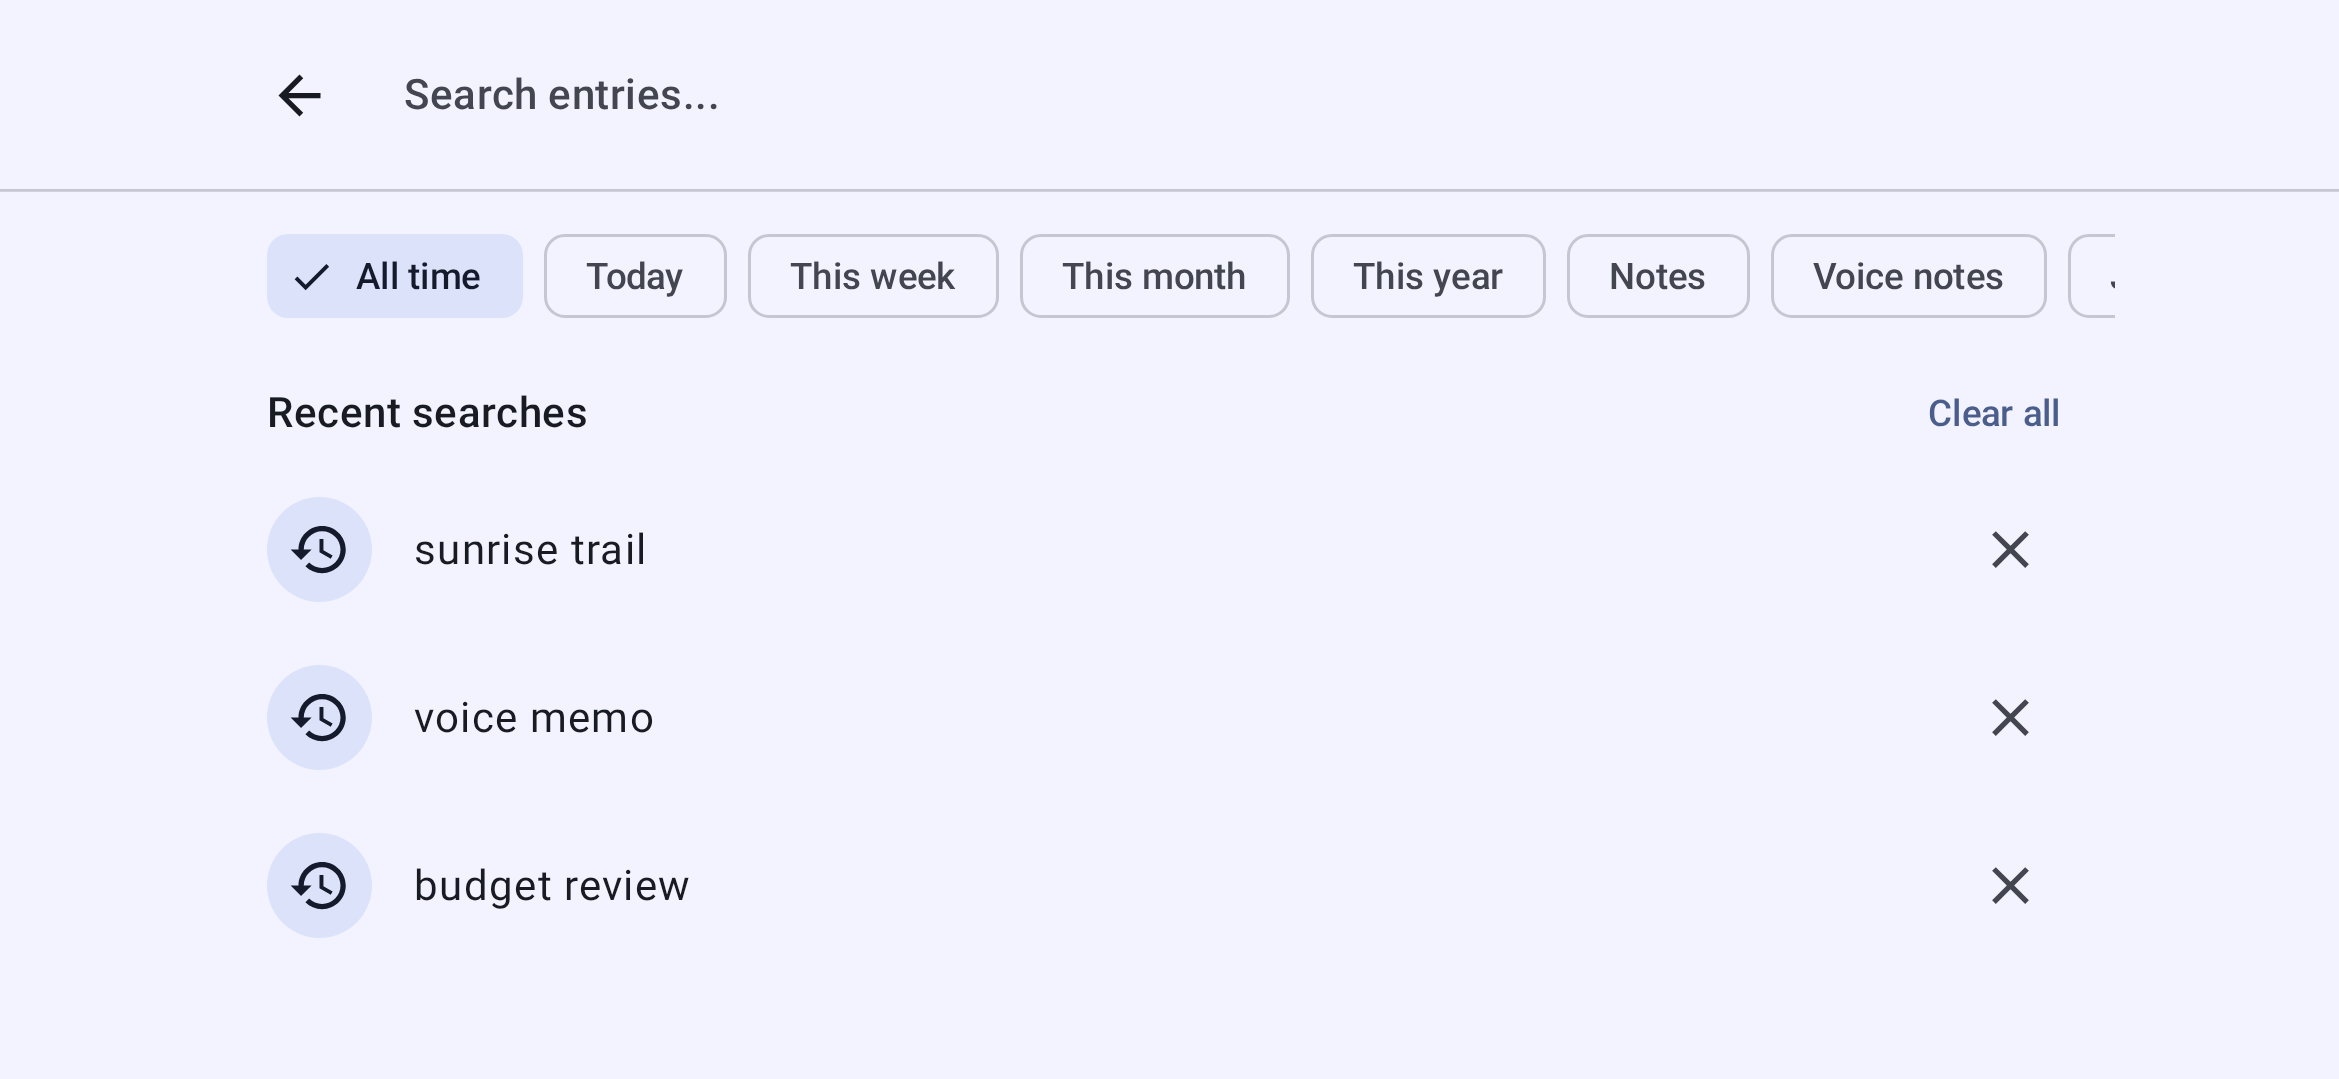 Search entries...
All time Today This week This month This year Notes Voice notes
Recent searches Clear all
sunrise trail
voice memo
budget review